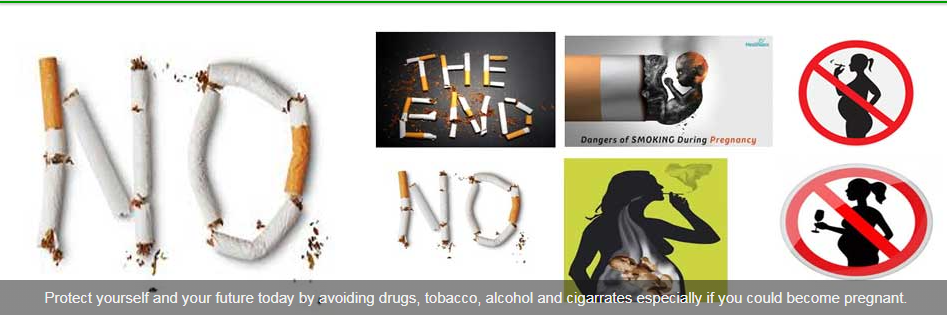 NO
THE
END
Healthians
Dangers of SMOKING During Pregnancy
NO
Protect yourself and your future today by avoiding drugs, tobacco, alcohol and cigarrates especially if you could become pregnant.